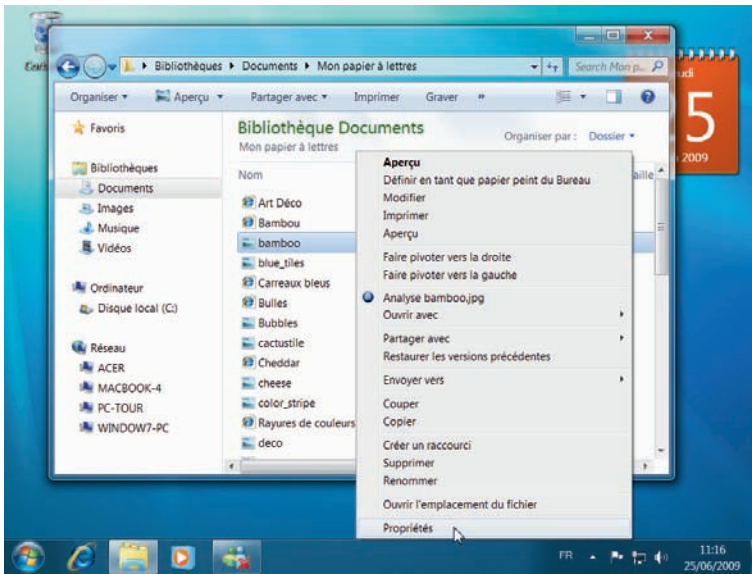 Bibliothèques ▸ Documents ▸ Mon papier à lettres
Search Mon p...
Organiser
Aperçu
Partager avec
Imprimer
Graver
»
Favoris
Bibliothèques
Documents
Images
Musique
Vidéos
Ordinateur
Disque local (C:)
Réseau
ACER
MACBOOK-4
PC-TOUR
WINDOW7-PC
Bibliothèque Documents
Mon papier à lettres
Organiser par : Dossier
Nom
Art Déco
Bambou
bamboo
blue_tiles
Carreaux bleus
Bulles
Bubbles
cactustile
Cheddar
cheese
color_stripe
Rayures de couleurs
deco
Aperçu
Définir en tant que papier peint du Bureau
Modifier
Imprimer
Aperçu
Faire pivoter vers la droite
Faire pivoter vers la gauche
Analyse bamboo.jpg
Ouvrir avec
Partager avec
Restaurer les versions précédentes
Envoyer vers
Couper
Copier
Créer un raccourci
Supprimer
Renommer
Ouvrir l'emplacement du fichier
Propriétés
2009
FR
11:16
25/06/2009